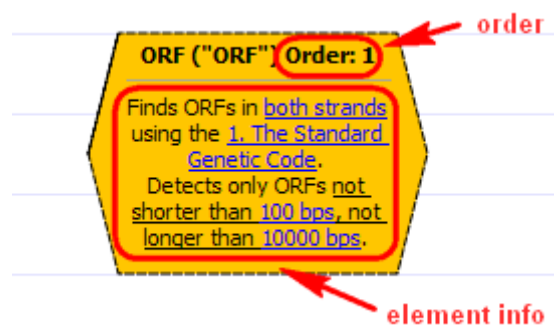 order
ORF ("ORF") Order: 1
Finds ORFs in both strands
using the 1. The Standard
Genetic Code.
Detects only ORFs not
shorter than 100 bps, not
longer than 10000 bps.
element info